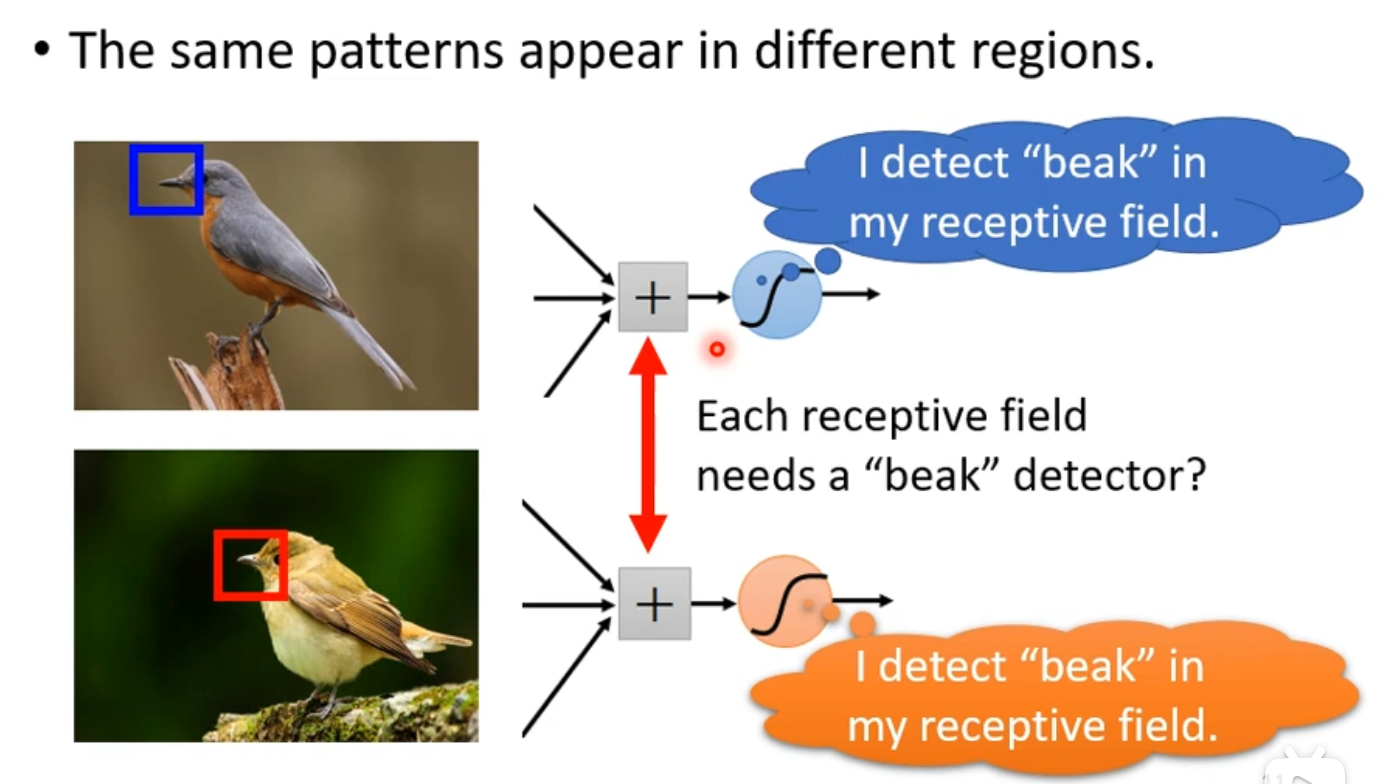 • The same patterns appear in different regions.
I detect “beak” in
my receptive field.
+
Each receptive field
needs a “beak” detector?
+
I detect “beak” in
my receptive field.